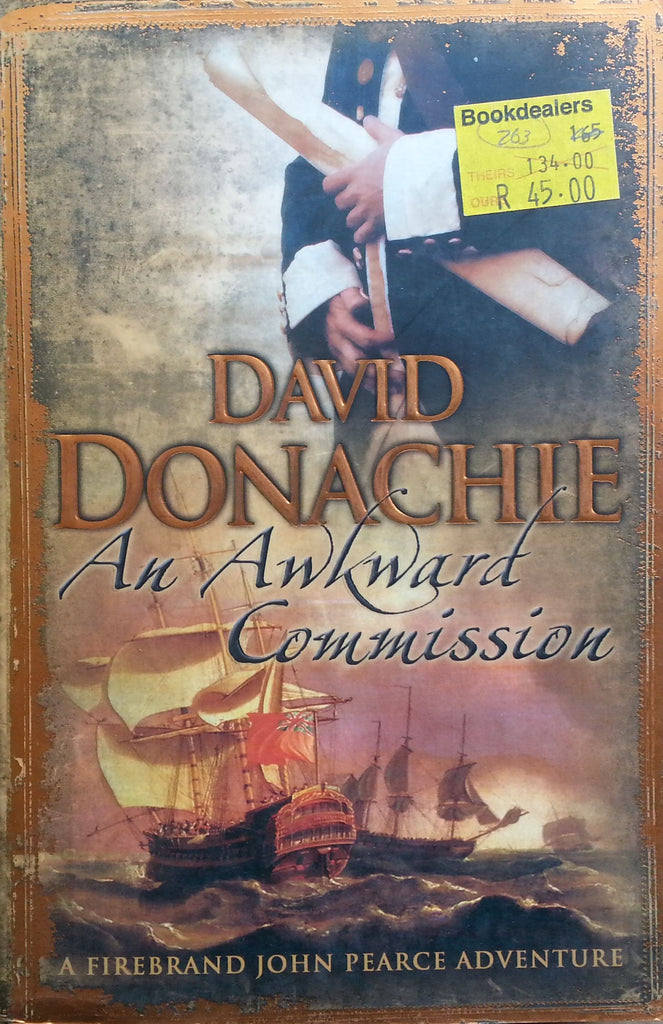 Bookdealers
263 165
THEIRS 134.00
OUR R 45.00
DAVID
DONACHIE
An Awkward
Commission
A FIREBRAND JOHN PEARCE ADVENTURE